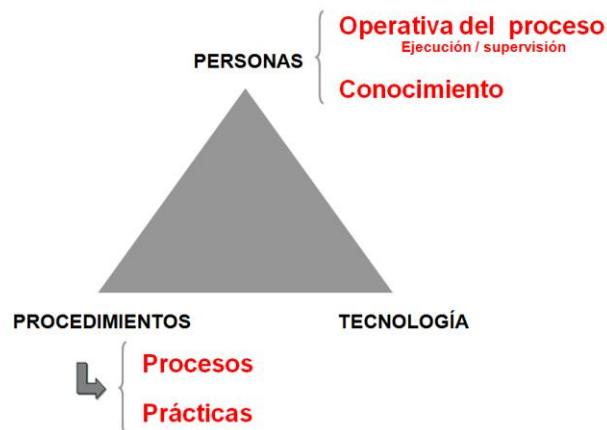 Operativa del proceso
Ejecución / supervisión
PERSONAS
Conocimiento
PROCEDIMIENTOS
TECNOLOGÍA
Procesos
Prácticas